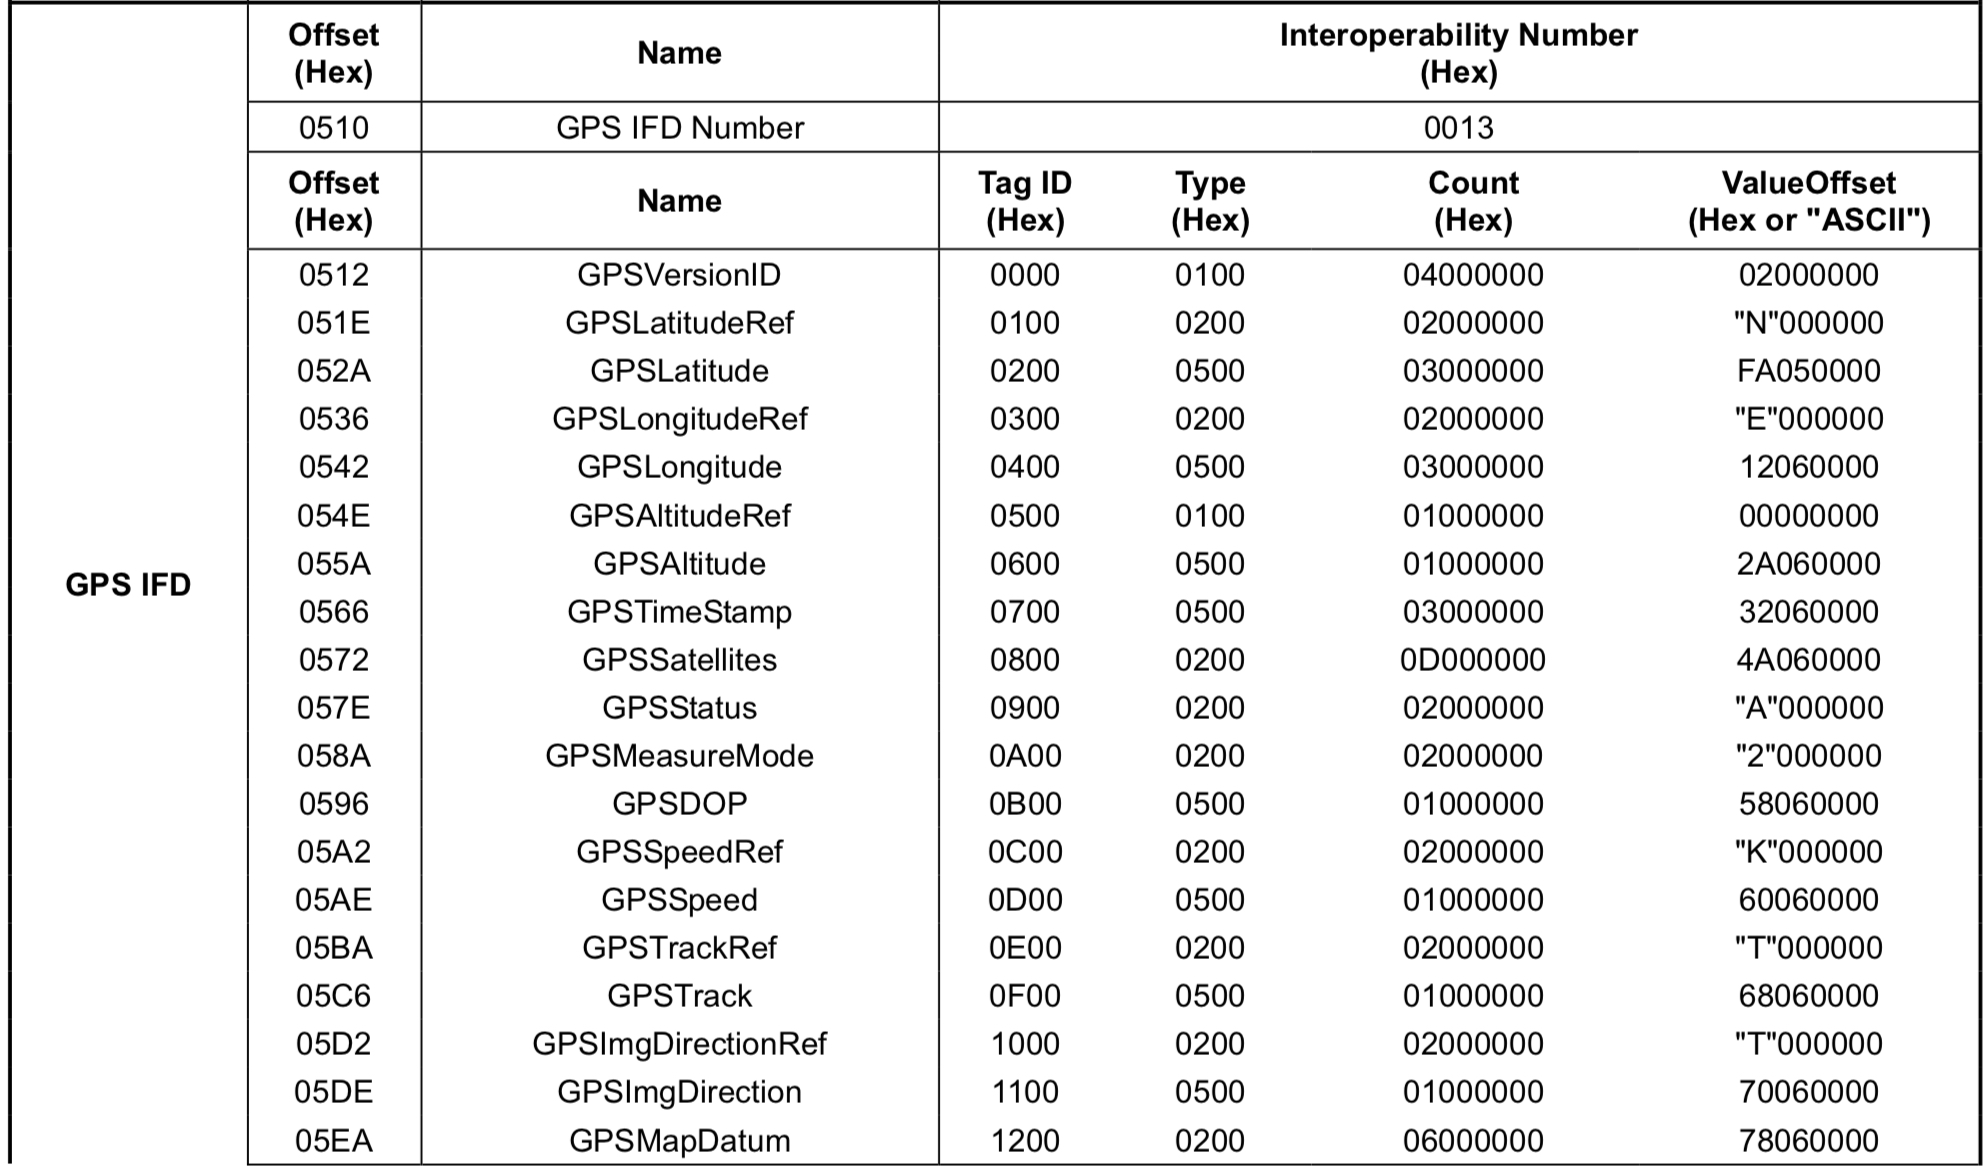 Offset (Hex) Name Interoperability Number (Hex)
0510 GPS IFD Number 0013
Offset (Hex) Name Tag ID (Hex) Type (Hex) Count (Hex) ValueOffset (Hex or "ASCII")
GPS IFD
0512 GPSVersionID 0000 0100 04000000 02000000
051E GPSLatitudeRef 0100 0200 02000000 "N"000000
052A GPSLatitude 0200 0500 03000000 FA050000
0536 GPSLongitudeRef 0300 0200 02000000 "E"000000
0542 GPSLongitude 0400 0500 03000000 12060000
054E GPSAltitudeRef 0500 0100 01000000 00000000
055A GPSAltitude 0600 0500 01000000 2A060000
0566 GPSTimeStamp 0700 0500 03000000 32060000
0572 GPSSatellites 0800 0200 0D000000 4A060000
057E GPSStatus 0900 0200 02000000 "A"000000
058A GPSMeasureMode 0A00 0200 02000000 "2"000000
0596 GPSDOP 0B00 0500 01000000 58060000
05A2 GPSSpeedRef 0C00 0200 02000000 "K"000000
05AE GPSSpeed 0D00 0500 01000000 60060000
05BA GPSTrackRef 0E00 0200 02000000 "T"000000
05C6 GPSTrack 0F00 0500 01000000 68060000
05D2 GPSImgDirectionRef 1000 0200 02000000 "T"000000
05DE GPSImgDirection 1100 0500 01000000 70060000
05EA GPSMapDatum 1200 0200 06000000 78060000